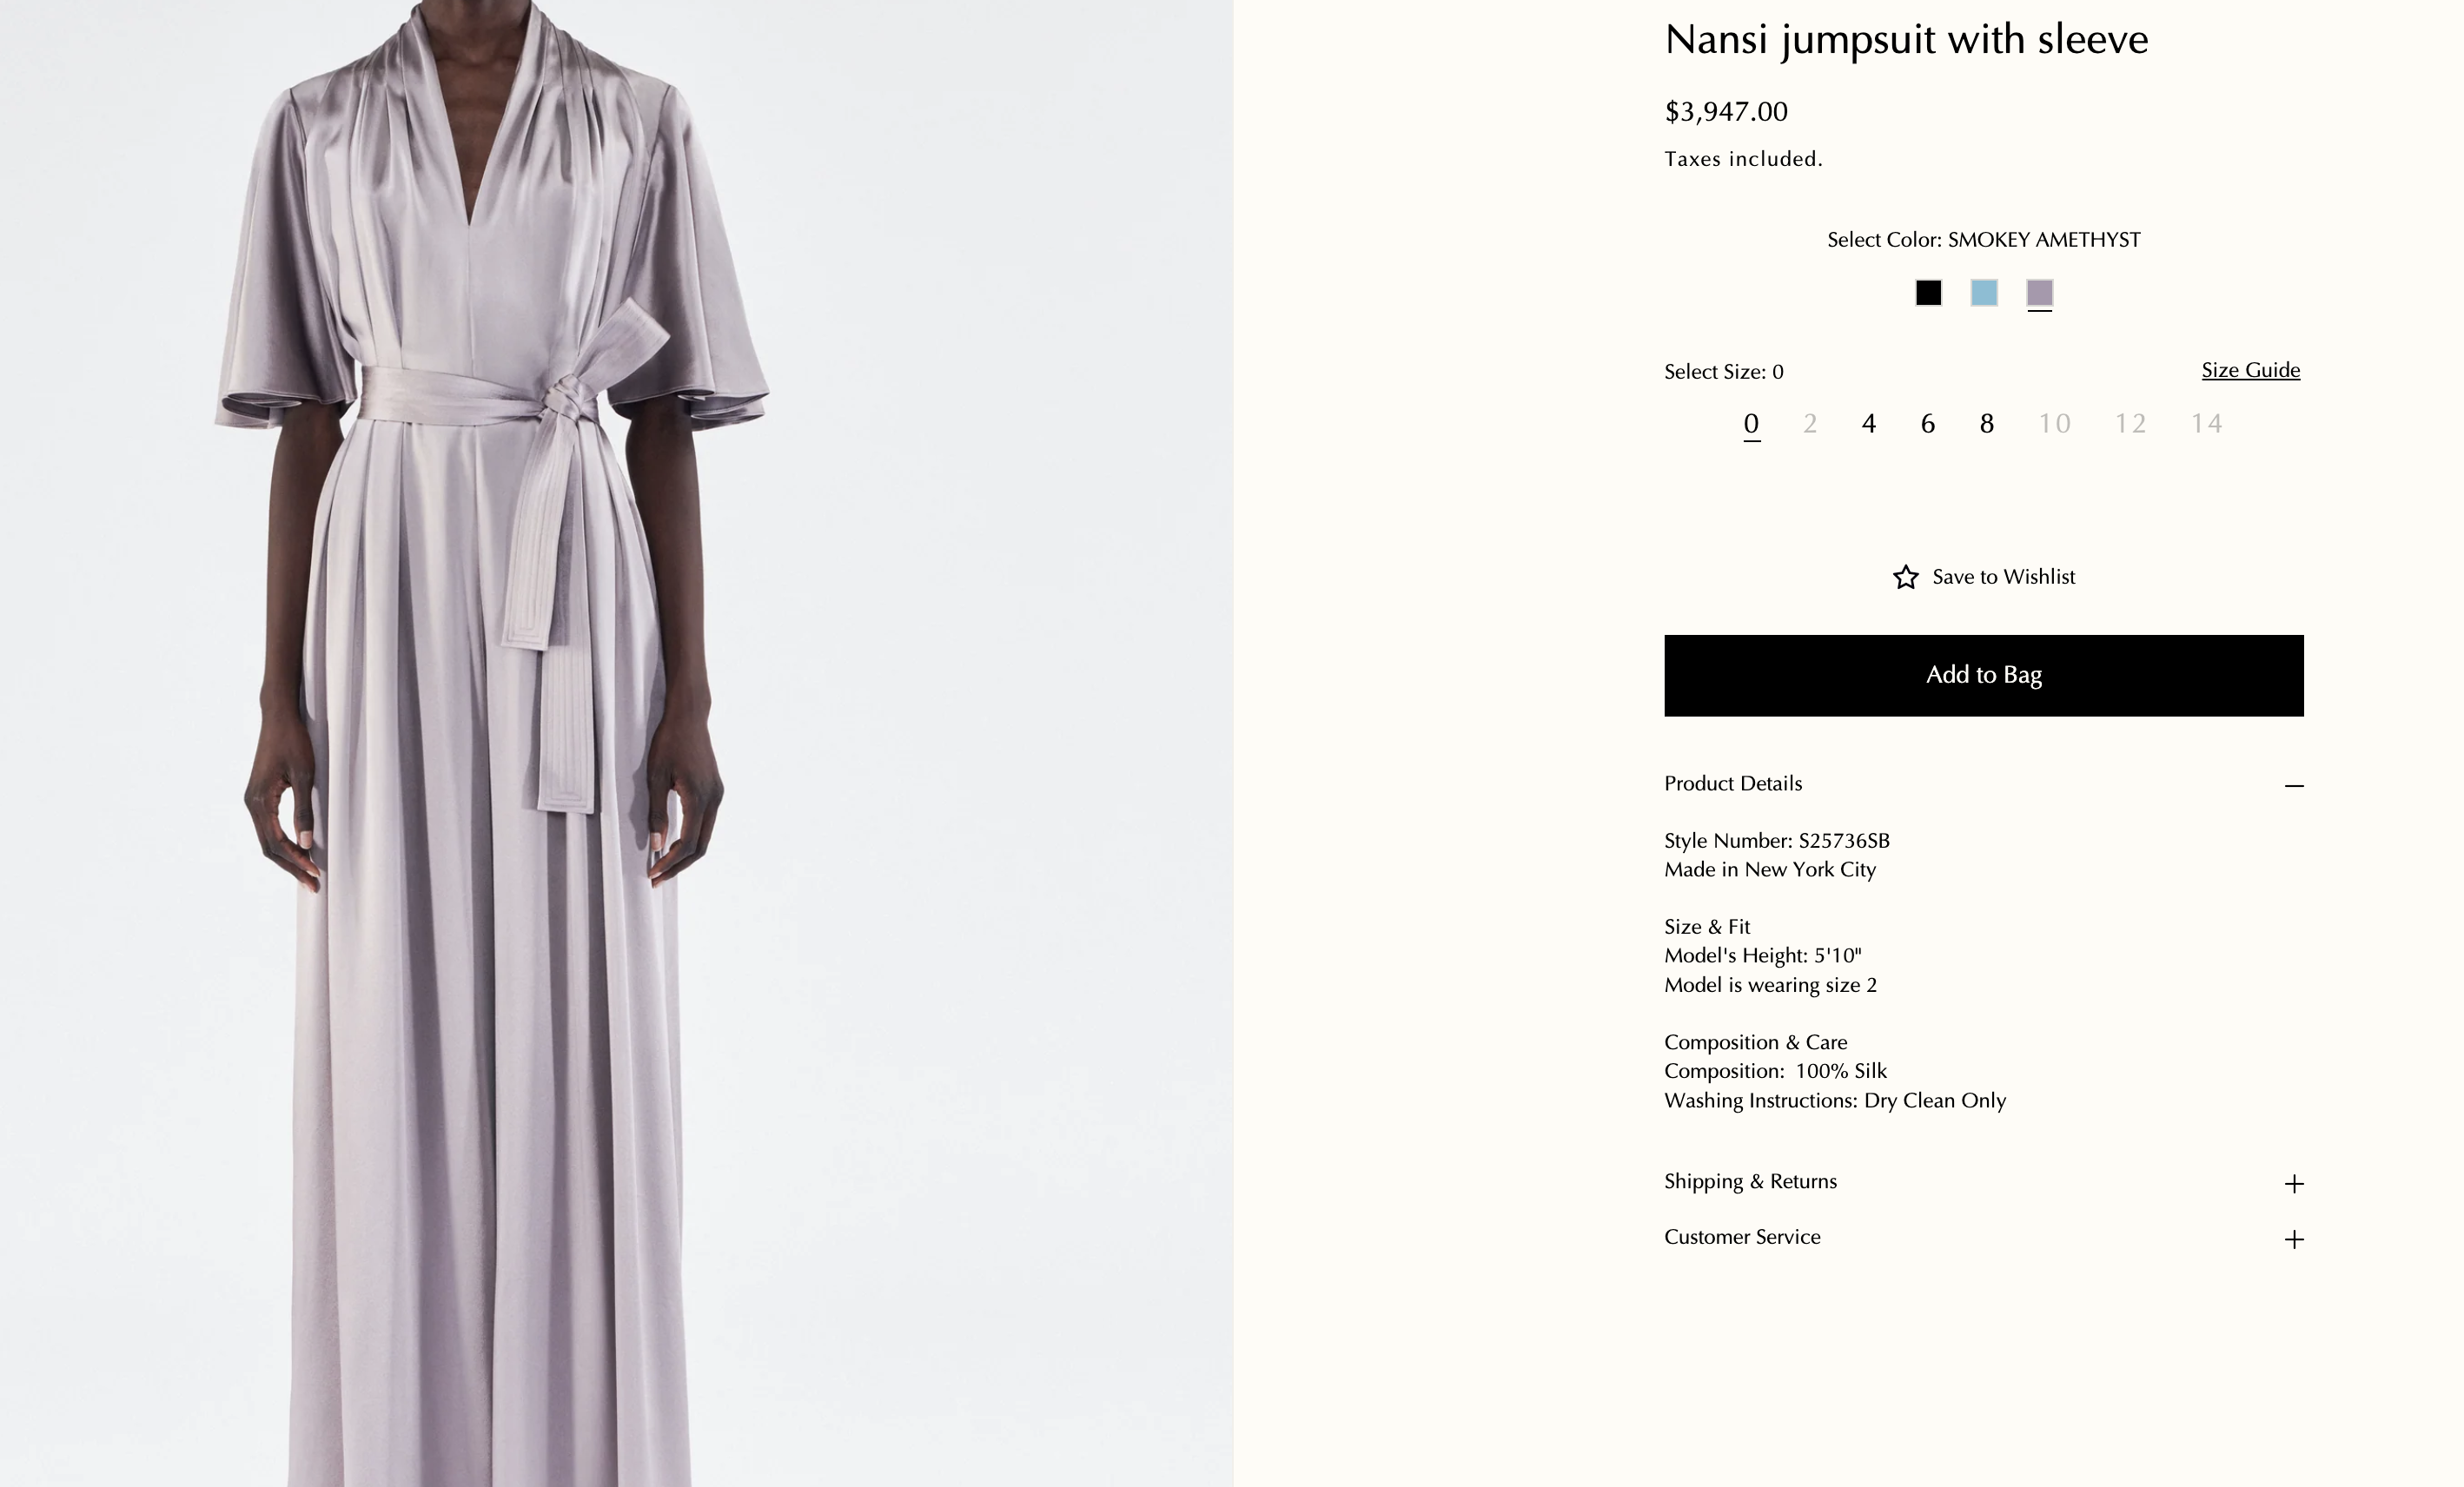 Nansi jumpsuit with sleeve
$3,947.00
Taxes included.
Select Color: SMOKEY AMETHYST
Select Size: 0 Size Guide
0 2 4 6 8 10 12 14
Save to Wishlist
Add to Bag
Product Details
Style Number: S25736SB
Made in New York City
Size & Fit
Model's Height: 5'10"
Model is wearing size 2
Composition & Care
Composition: 100% Silk
Washing Instructions: Dry Clean Only
Shipping & Returns
Customer Service